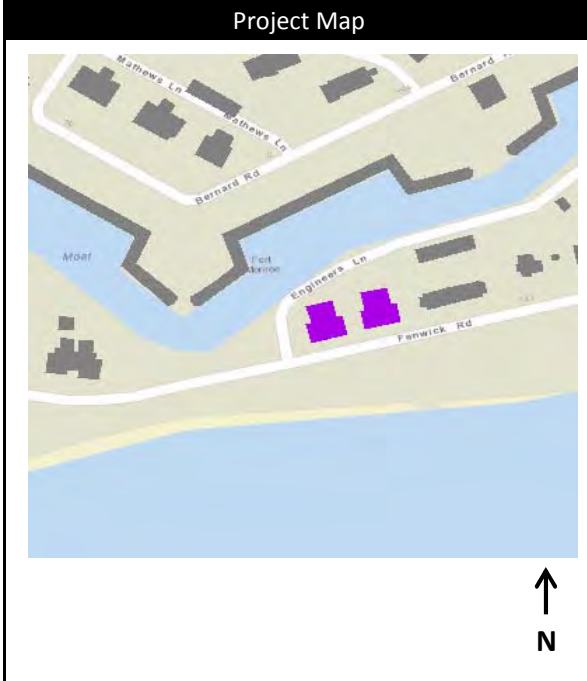 Project Map
Mathews Ln
Mathews Ln
Bernard
Bernard Rd
Moat
Fort
Monroe
Engineers Ln
Fenwick Rd
N